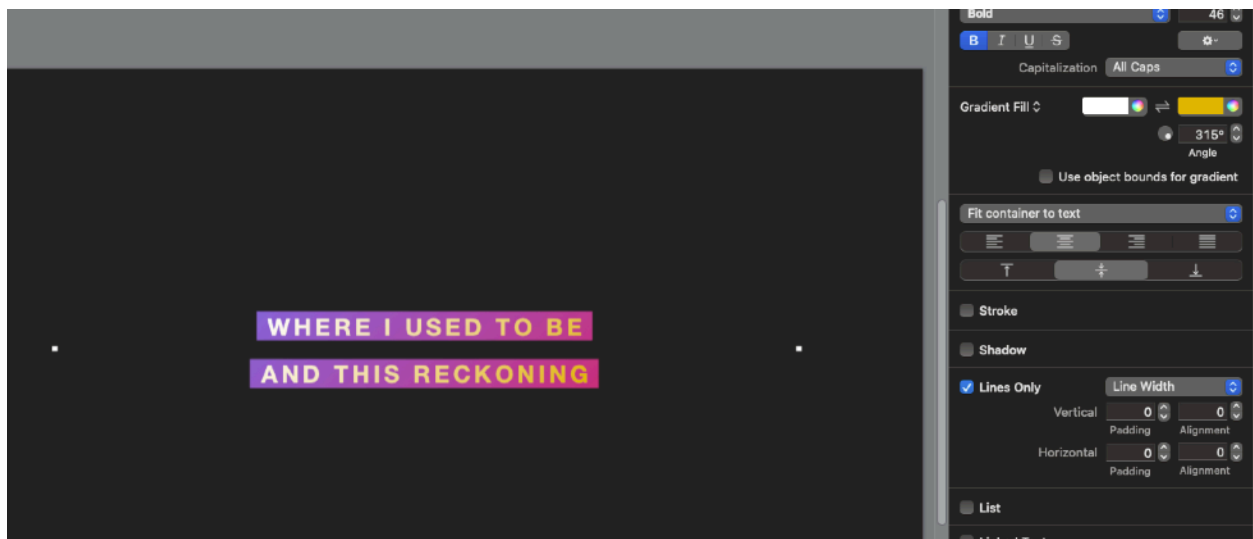 Bold 46
B I U S
Capitalization All Caps
Gradient Fill
315°
Angle
Use object bounds for gradient
Fit container to text
WHERE I USED TO BE
AND THIS RECKONING
Stroke
Shadow
Lines Only Line Width
Vertical 0 0
Padding Alignment
Horizontal 0 0
Padding Alignment
List